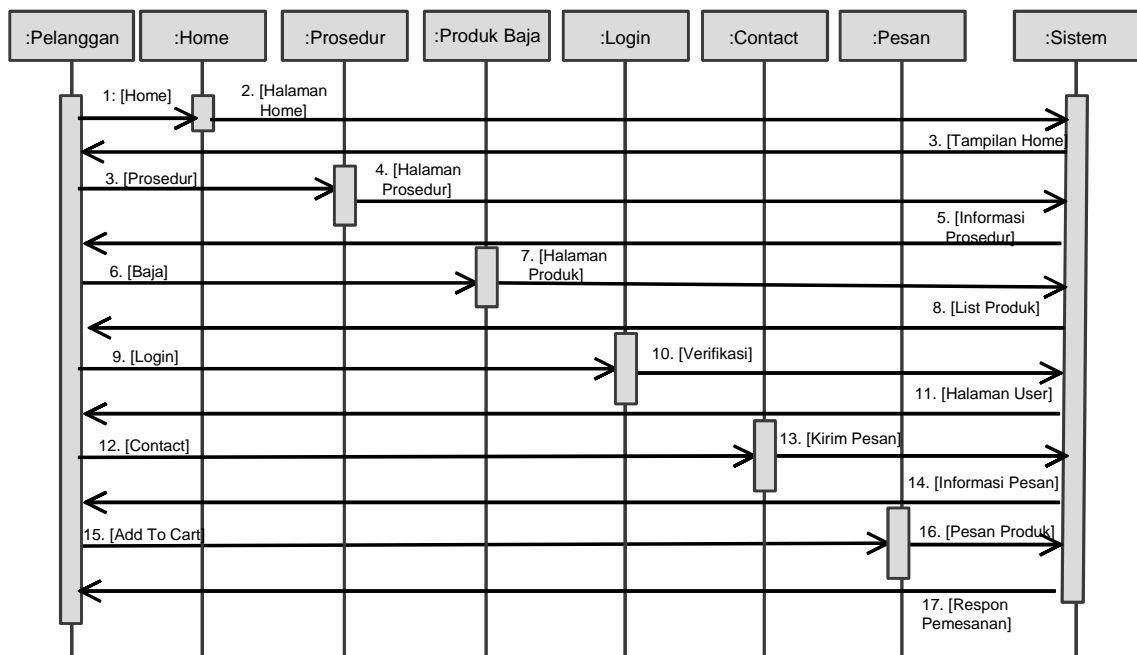 :Pelanggan
:Home
:Prosedur
:Produk Baja
:Login
:Contact
:Pesan
:Sistem
1: [Home]
2. [Halaman
Home]
3. [Tampilan Home]
3. [Prosedur]
4. [Halaman
Prosedur]
5. [Informasi
Prosedur]
6. [Baja]
7. [Halaman
Produk]
8. [List Produk]
9. [Login]
10. [Verifikasi]
11. [Halaman User]
12. [Contact]
13. [Kirim Pesan]
14. [Informasi Pesan]
15. [Add To Cart]
16. [Pesan Produk]
17. [Respon
Pemesanan]